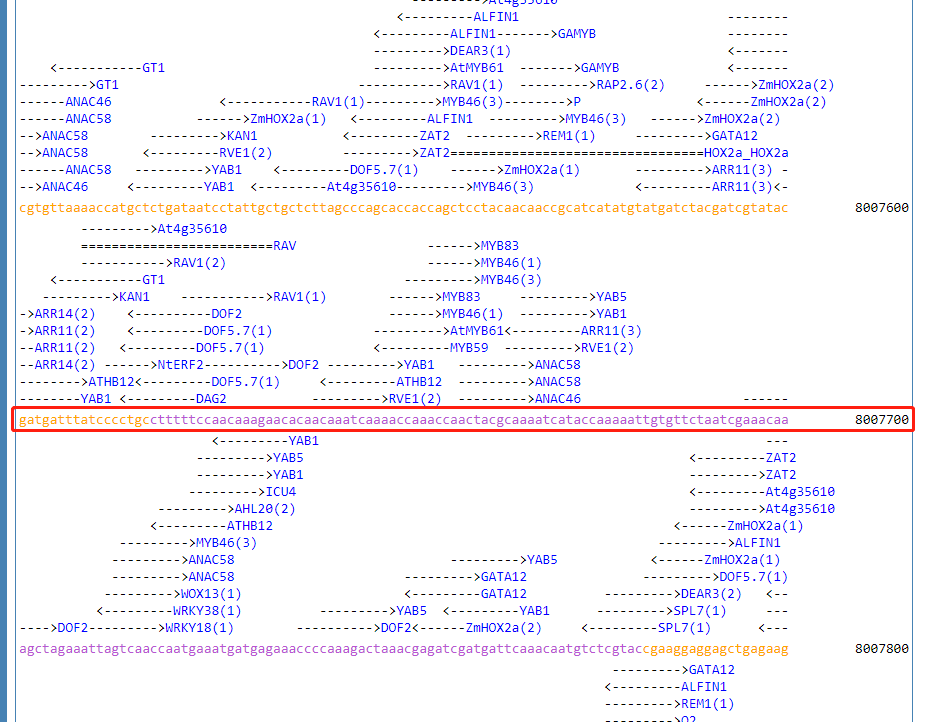 --------->At4g35610
<---------ALFIN1 --------
<---------ALFIN1------->GAMYB --------
--------->DEAR3(1) <-------
<-----------GT1 --------->AtMYB61 ------->GAMYB <-------
--------->GT1 --------->RAV1(1) --------->RAP2.6(2) ------>ZmHOX2a(2)
------ANAC46 <-----------RAV1(1)--------->MYB46(3)-------->P <------ZmHOX2a(2)
------ANAC58 ------>ZmHOX2a(1) <---------ALFIN1 --------->MYB46(3) ------>ZmHOX2a(2)
-->ANAC58 --------->KAN1 <---------ZAT2 --------->REM1(1) --------->GATA12
-->ANAC58 <---------RVE1(2) --------->ZAT2=================================HOX2a_HOX2a
------ANAC58 --------->YAB1 <---------DOF5.7(1) ------>ZmHOX2a(1) --------->ARR11(3) -
-->ANAC46 <---------YAB1 <---------At4g35610--------->MYB46(3) <---------ARR11(3)<-
cgtgttaaaaccatgctctgataatcctattgctgctcttagcccagcaccaccagctcctacaacaaccgcatcatatgtatgatctacgatcgtatac 8007600
--------->At4g35610
=========================RAV ------>MYB83
----------->RAV1(2) ------>MYB46(1)
<-----------GT1 --------->MYB46(3)
--------->KAN1 ----------->RAV1(1) ------>MYB83 --------->YAB5
->ARR14(2) <----------DOF2 ------>MYB46(1) --------->YAB1
->ARR11(2) <---------DOF5.7(1) --------->AtMYB61<---------ARR11(3)
--ARR11(2) <---------DOF5.7(1) <---------MYB59 --------->RVE1(2)
--ARR14(2) ------>NtERF2---------->DOF2 --------->YAB1 --------->ANAC58
-------->ATHB12<---------DOF5.7(1) <---------ATHB12 --------->ANAC58
--------YAB1 <---------DAG2 --------->RVE1(2) --------->ANAC46 ------
gatgatttatcccctgcctttttccaacaaagaacacaacaaatcaaaaccaaaccaactacgcaaaatcataccaaaaattgtgttctaatcgaaacaa 8007700
<---------YAB1 ---
--------->YAB5 <---------ZAT2
--------->YAB1 --------->ZAT2
--------->ICU4 <---------At4g35610
--------->AHL20(2) --------->At4g35610
<---------ATHB12 <------ZmHOX2a(1)
--------->MYB46(3) --------->ALFIN1
--------->ANAC58 --------->YAB5 <------ZmHOX2a(1)
--------->ANAC58 --------->GATA12 --------->DOF5.7(1)
--------->WOX13(1) <---------GATA12 --------->DEAR3(2) <--
<---------WRKY38(1) --------->YAB5 <---------YAB1 --------->SPL7(1) ---
---->DOF2--------->WRKY18(1) ---------->DOF2<------ZmHOX2a(2) <---------SPL7(1) <---
agctagaaattagtcaaccaatgaaatgatgagaaaccccaaagactaaacgagatcgatgattcaaacaatgtctcgtaccgaaggaggagctgagaag 8007800
--------->GATA12
<---------ALFIN1
--------->REM1(1)